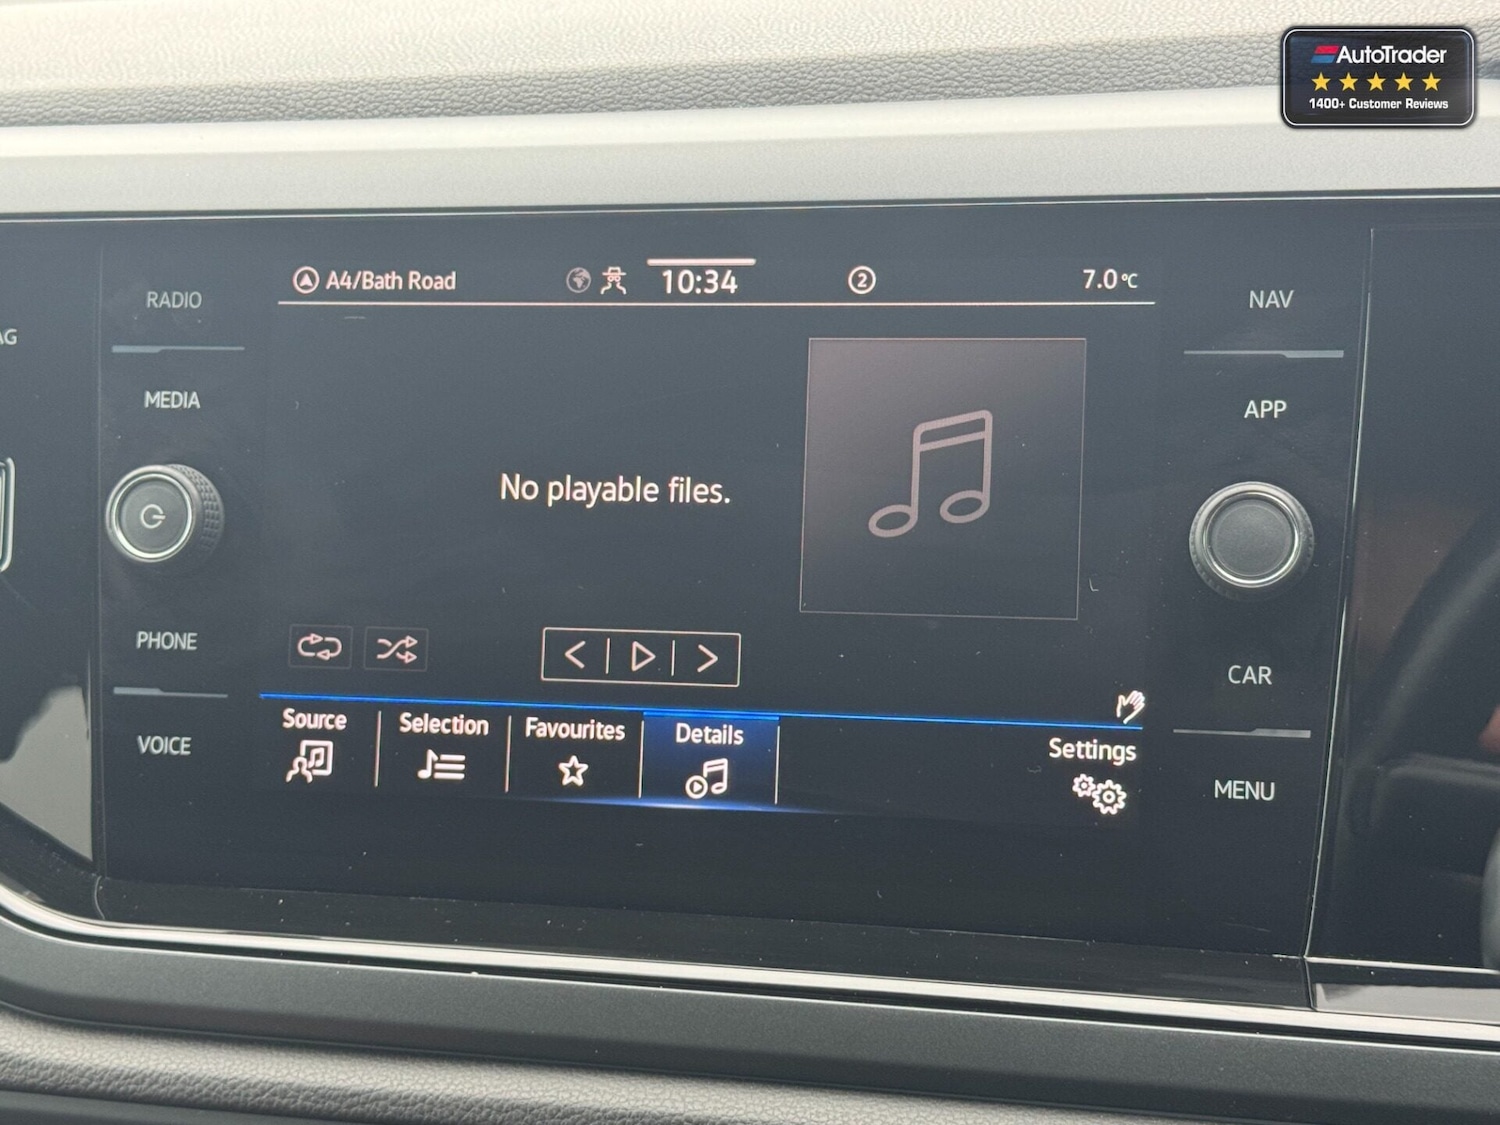 AutoTrader
1400+ Customer Reviews
A4/Bath Road
10:34
2
7.0 °C
RADIO
MEDIA
PHONE
VOICE
NAV
APP
CAR
MENU
No playable files.
Source
Selection
Favourites
Details
Settings